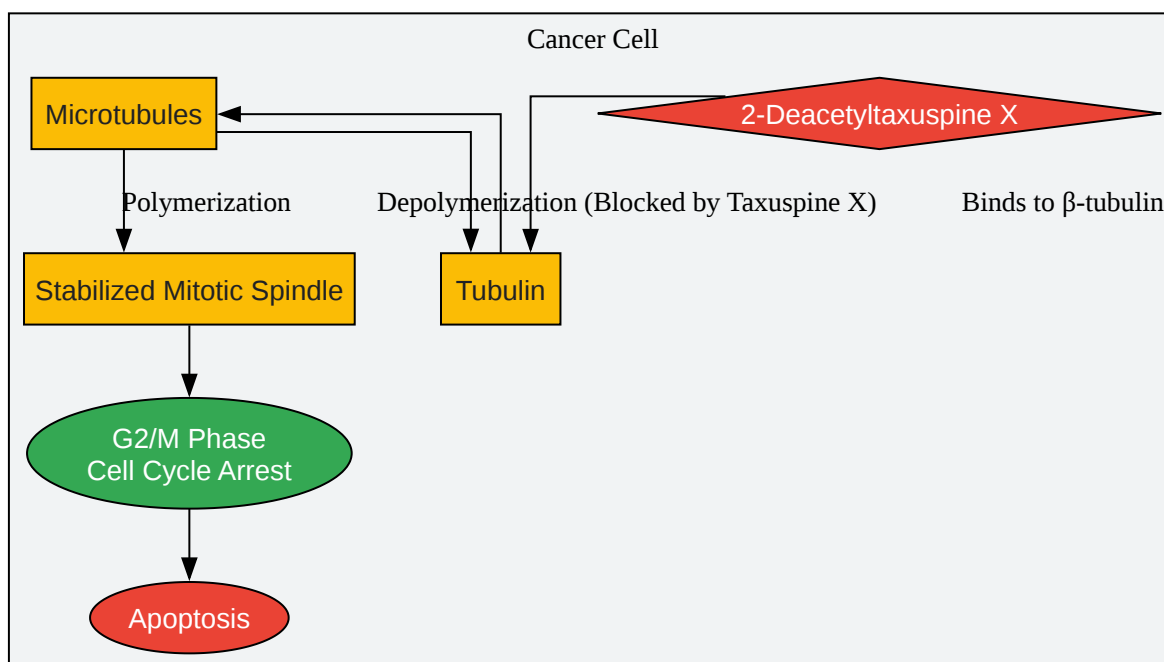 Cancer Cell
Microtubules
2-Deacetyltaxuspine X
Polymerization
Depolymerization (Blocked by Taxuspine X)
Binds to β-tubulin
Stabilized Mitotic Spindle
Tubulin
G2/M Phase
Cell Cycle Arrest
Apoptosis